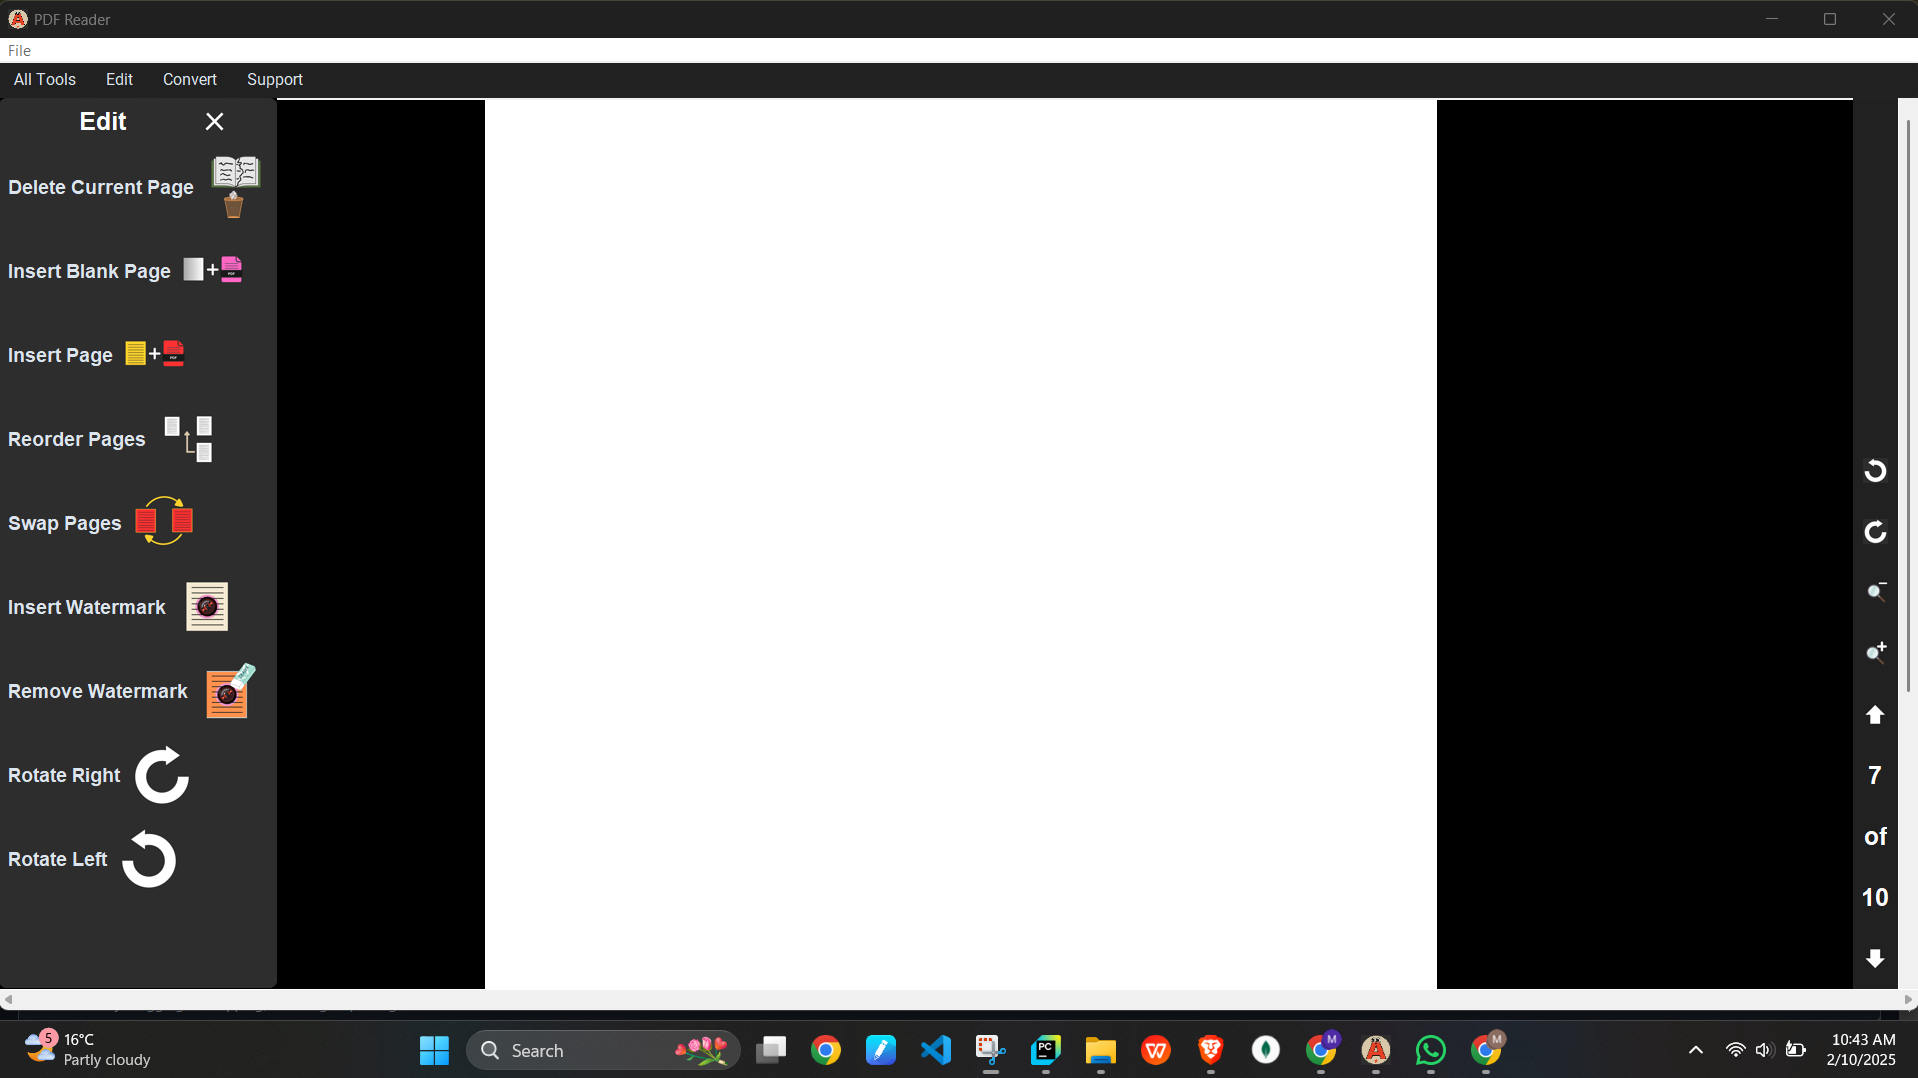 PDF Reader
File
All Tools Edit Convert Support
Edit
Delete Current Page
Insert Blank Page
Insert Page
Reorder Pages
Swap Pages
Insert Watermark
Remove Watermark
Rotate Right
Rotate Left
7
of
10
5
16°C
Partly cloudy
Search
10:43 AM
2/10/2025